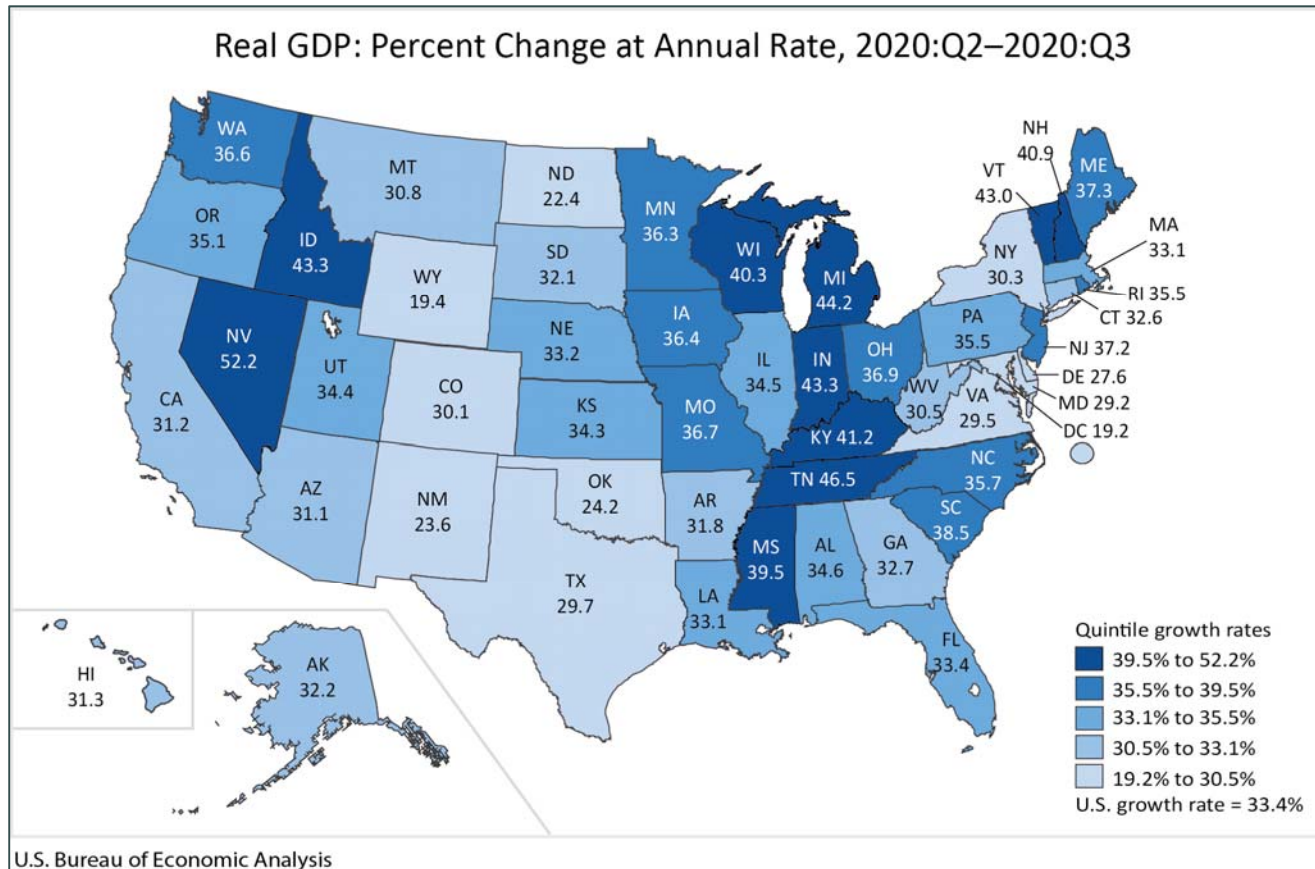 Real GDP: Percent Change at Annual Rate, 2020:Q2–2020:Q3
WA
36.6
OR
35.1
CA
31.2
NV
52.2
ID
43.3
MT
30.8
WY
19.4
UT
34.4
AZ
31.1
CO
30.1
NM
23.6
ND
22.4
SD
32.1
NE
33.2
KS
34.3
OK
24.2
TX
29.7
MN
36.3
IA
36.4
MO
36.7
AR
31.8
LA
33.1
WI
40.3
IL
34.5
MI
44.2
IN
43.3
OH
36.9
KY 41.2
TN 46.5
MS
39.5
AL
34.6
GA
32.7
FL
33.4
SC
38.5
NC
35.7
VA
29.5
WV
30.5
PA
35.5
NY
30.3
VT
43.0
NH
40.9
ME
37.3
MA
33.1
RI 35.5
CT 32.6
NJ 37.2
DE 27.6
MD 29.2
DC 19.2
HI
31.3
AK
32.2
Quintile growth rates
39.5% to 52.2%
35.5% to 39.5%
33.1% to 35.5%
30.5% to 33.1%
19.2% to 30.5%
U.S. growth rate = 33.4%
U.S. Bureau of Economic Analysis